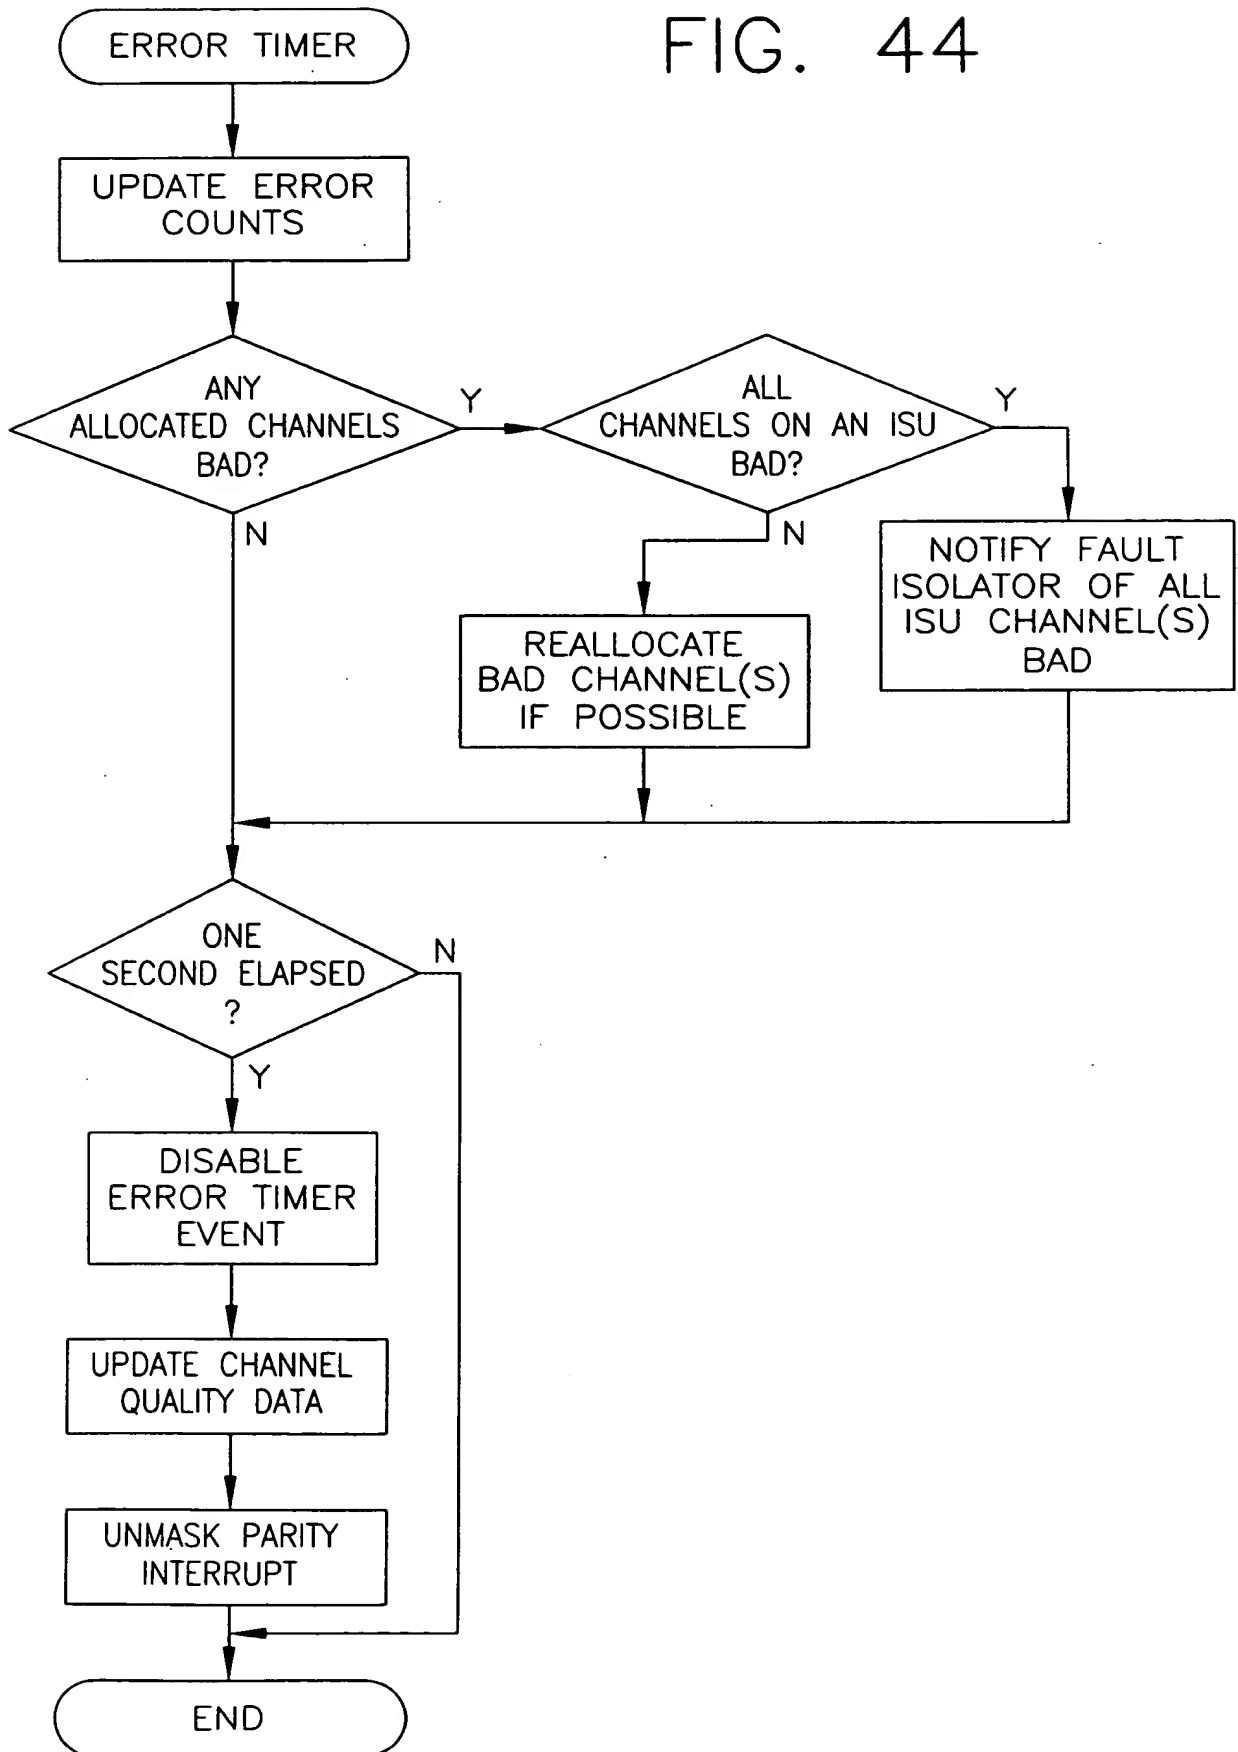 FIG. 44
ERROR TIMER
UPDATE ERROR
COUNTS
ANY
ALLOCATED CHANNELS
BAD?
Y
N
ALL
CHANNELS ON AN ISU
BAD?
Y
N
NOTIFY FAULT
ISOLATOR OF ALL
ISU CHANNEL(S)
BAD
REALLOCATE
BAD CHANNEL(S)
IF POSSIBLE
ONE
SECOND ELAPSED
?
N
Y
DISABLE
ERROR TIMER
EVENT
UPDATE CHANNEL
QUALITY DATA
UNMASK PARITY
INTERRUPT
END